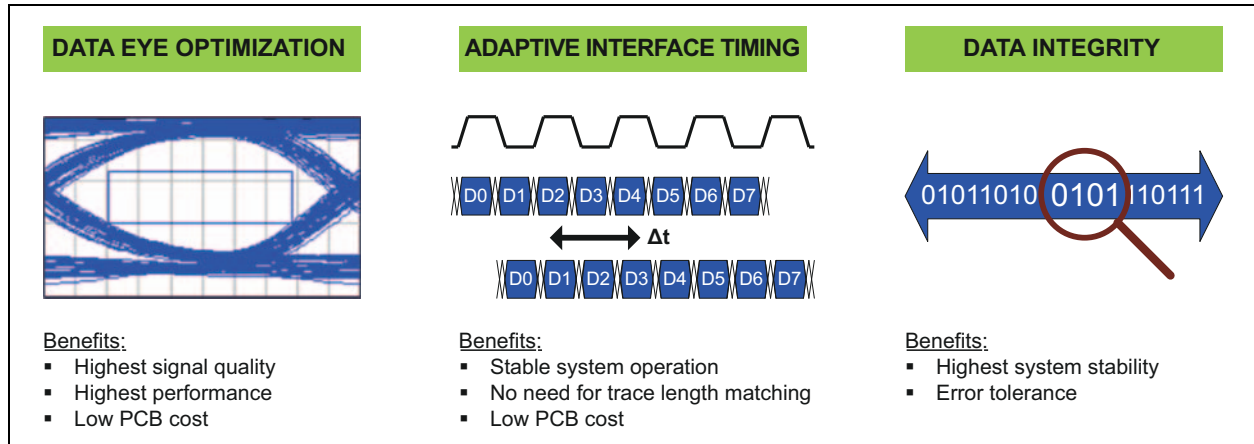 DATA EYE OPTIMIZATION
Benefits:
▪ Highest signal quality
▪ Highest performance
▪ Low PCB cost
ADAPTIVE INTERFACE TIMING
D0 D1 D2 D3 D4 D5 D6 D7
Δt
D0 D1 D2 D3 D4 D5 D6 D7
Benefits:
▪ Stable system operation
▪ No need for trace length matching
▪ Low PCB cost
DATA INTEGRITY
01011010 0101 110111
Benefits:
▪ Highest system stability
▪ Error tolerance